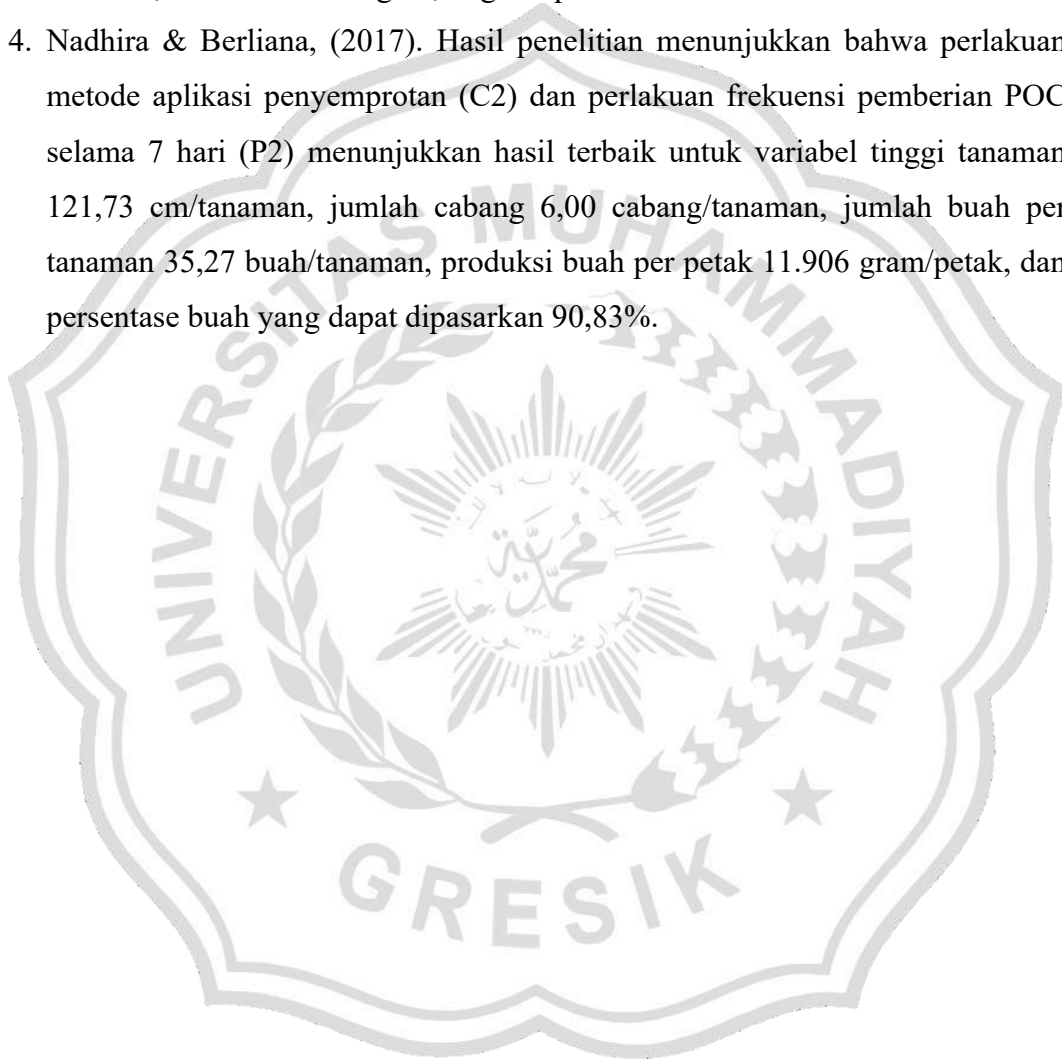 4. Nadhira & Berliana, (2017). Hasil penelitian menunjukkan bahwa perlakuan
metode aplikasi penyemprotan (C2) dan perlakuan frekuensi pemberian POC
selama 7 hari (P2) menunjukkan hasil terbaik untuk variabel tinggi tanaman
121,73 cm/tanaman, jumlah cabang 6,00 cabang/tanaman, jumlah buah per
tanaman 35,27 buah/tanaman, produksi buah per petak 11.906 gram/petak, dan
persentase buah yang dapat dipasarkan 90,83%.
UNIVERSITAS MUHAMMADIYAH
محمد
GRESIK